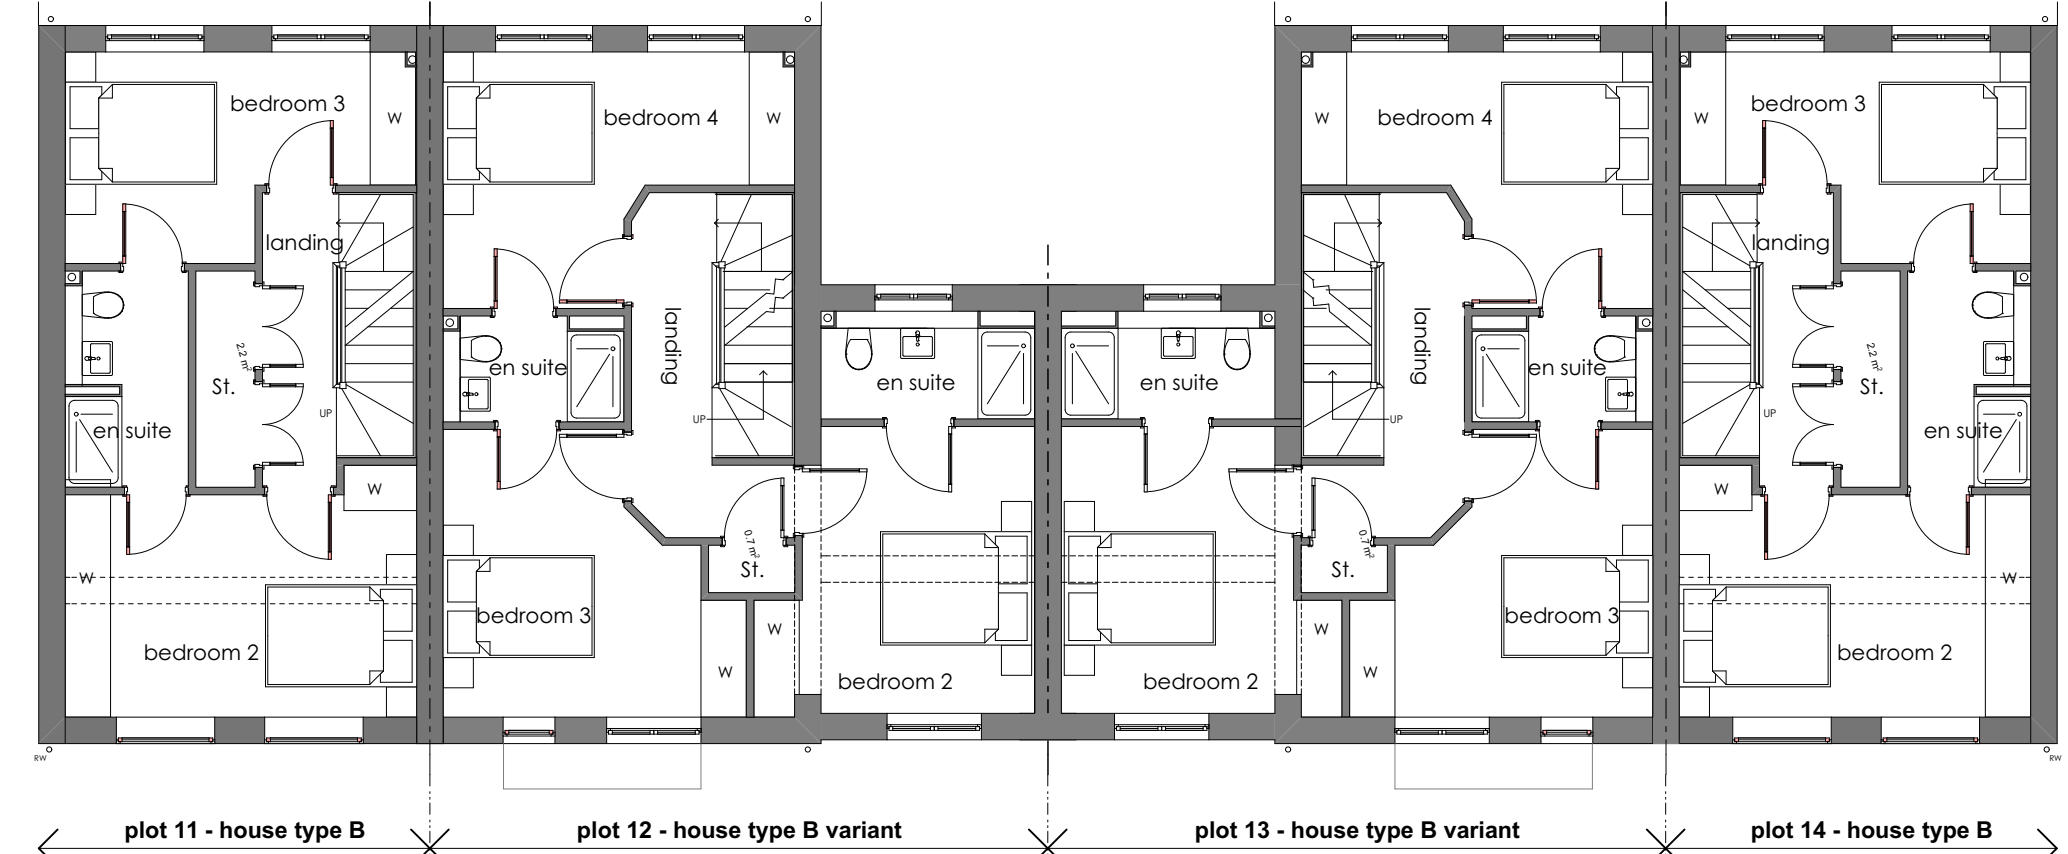 bedroom 3
W
bedroom 4
W
W
bedroom 4
W
bedroom 3
landing
landing
landing
landing
2.2 m²
St.
en suite
en suite
en suite
en suite
en suite
2.2 m²
St.
en suite
UP
UP
UP
UP
W
W
0.7 m²
St.
0.7 m²
St.
W
W
bedroom 2
bedroom 3
W
W
bedroom 2
bedroom 2
W
W
bedroom 3
bedroom 2
RW
RW
plot 11 - house type B
plot 12 - house type B variant
plot 13 - house type B variant
plot 14 - house type B